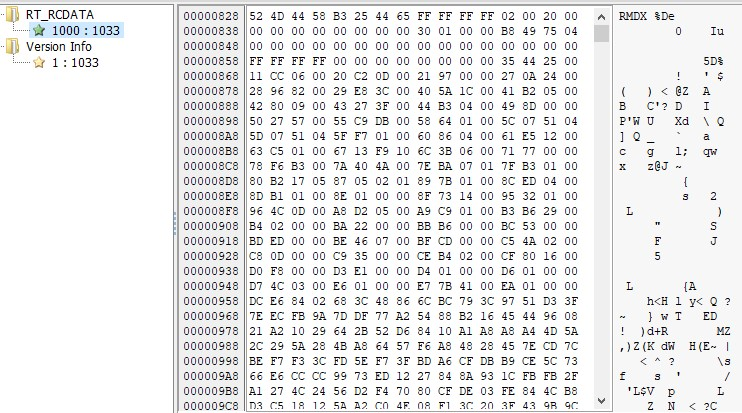 RT_RCDATA
1000 : 1033
Version Info
1 : 1033
00000828 52 4D 44 58 B3 25 44 65 FF FF FF FF 02 00 20 00 RMDX %De
00000838 00 00 00 00 00 00 30 01 00 00 B8 49 75 04 0 Iu
00000848 00 00 00 00 00 00 00 00 00 00 00 00 00 00 00 00
00000858 FF FF FF FF 00 00 00 00 00 00 00 00 35 44 25 00 5D%
00000868 11 CC 06 00 20 C2 0D 00 21 97 00 00 27 0A 24 00 ! ' $
00000878 28 96 82 00 29 E8 3C 00 40 5A 1C 00 41 B2 05 00 ( ) < @Z A
00000888 42 80 09 00 43 27 3F 00 44 B3 04 00 49 8D 00 00 B C'? D I
00000898 50 27 57 00 55 C9 DB 00 58 64 01 00 5C 07 51 04 P'W U Xd \ Q
000008A8 5D 07 51 04 5F F7 01 00 60 86 04 00 61 E5 12 00 ] Q _ ` a
000008B8 63 C5 01 00 67 13 F9 10 6C 3B 06 00 71 77 00 00 c g l; qw
000008C8 78 F6 B3 00 7A 40 4A 00 7E BA 07 01 7F B3 01 00 x z@J ~
000008D8 80 B2 17 05 87 05 02 01 89 7B 01 00 8C ED 04 00 {
000008E8 8D B1 01 00 8E 01 00 00 8F 73 14 00 95 32 01 00 s 2
000008F8 96 4C 0D 00 A8 D2 05 00 A9 C9 01 00 B3 B6 29 00 L )
00000908 B4 02 00 00 BA 22 00 00 BB B6 00 00 BC 53 00 00 " S
00000918 BD ED 00 00 BE 46 07 00 BF CD 00 00 C5 4A 02 00 F J
00000928 C8 0D 00 00 C9 35 00 00 CE B4 02 00 CF 80 16 00 5
00000938 D0 F8 00 00 D3 E1 00 00 D4 01 00 00 D6 01 00 00
00000948 D7 4C 03 00 E6 01 00 00 E7 7B 41 00 EA 01 00 00 L {A
00000958 DC E6 84 02 68 3C 48 86 6C BC 79 3C 97 51 D3 3F h<H l y< Q ?
00000968 7E EC FB 9A 7D DF 77 A2 54 88 B2 16 45 44 96 08 ~ } w T ED
00000978 21 A2 10 29 64 2B 52 D6 84 10 A1 A8 A8 A4 4D 5A ! )d+R MZ
00000988 2C 29 5A 28 4B A8 64 57 F6 A8 48 28 45 7E CD 7C ,)Z(K dW H(E~ |
00000998 BE F7 F3 3C FD 5E F7 3F BD A6 CF DB B9 CE 5C 73 < ^ ? \s
000009A8 66 E6 CC CC 99 73 ED 12 27 84 8A 93 1C FB FB 2F f s ' /
000009B8 A1 27 4C 24 56 D2 F4 70 80 CF DE 03 FE 84 4C B8 'L$V p L
000009C8 D3 C5 18 12 5A A2 C0 4E 08 F1 3C 20 3F 43 9B 9C Z N < ?C